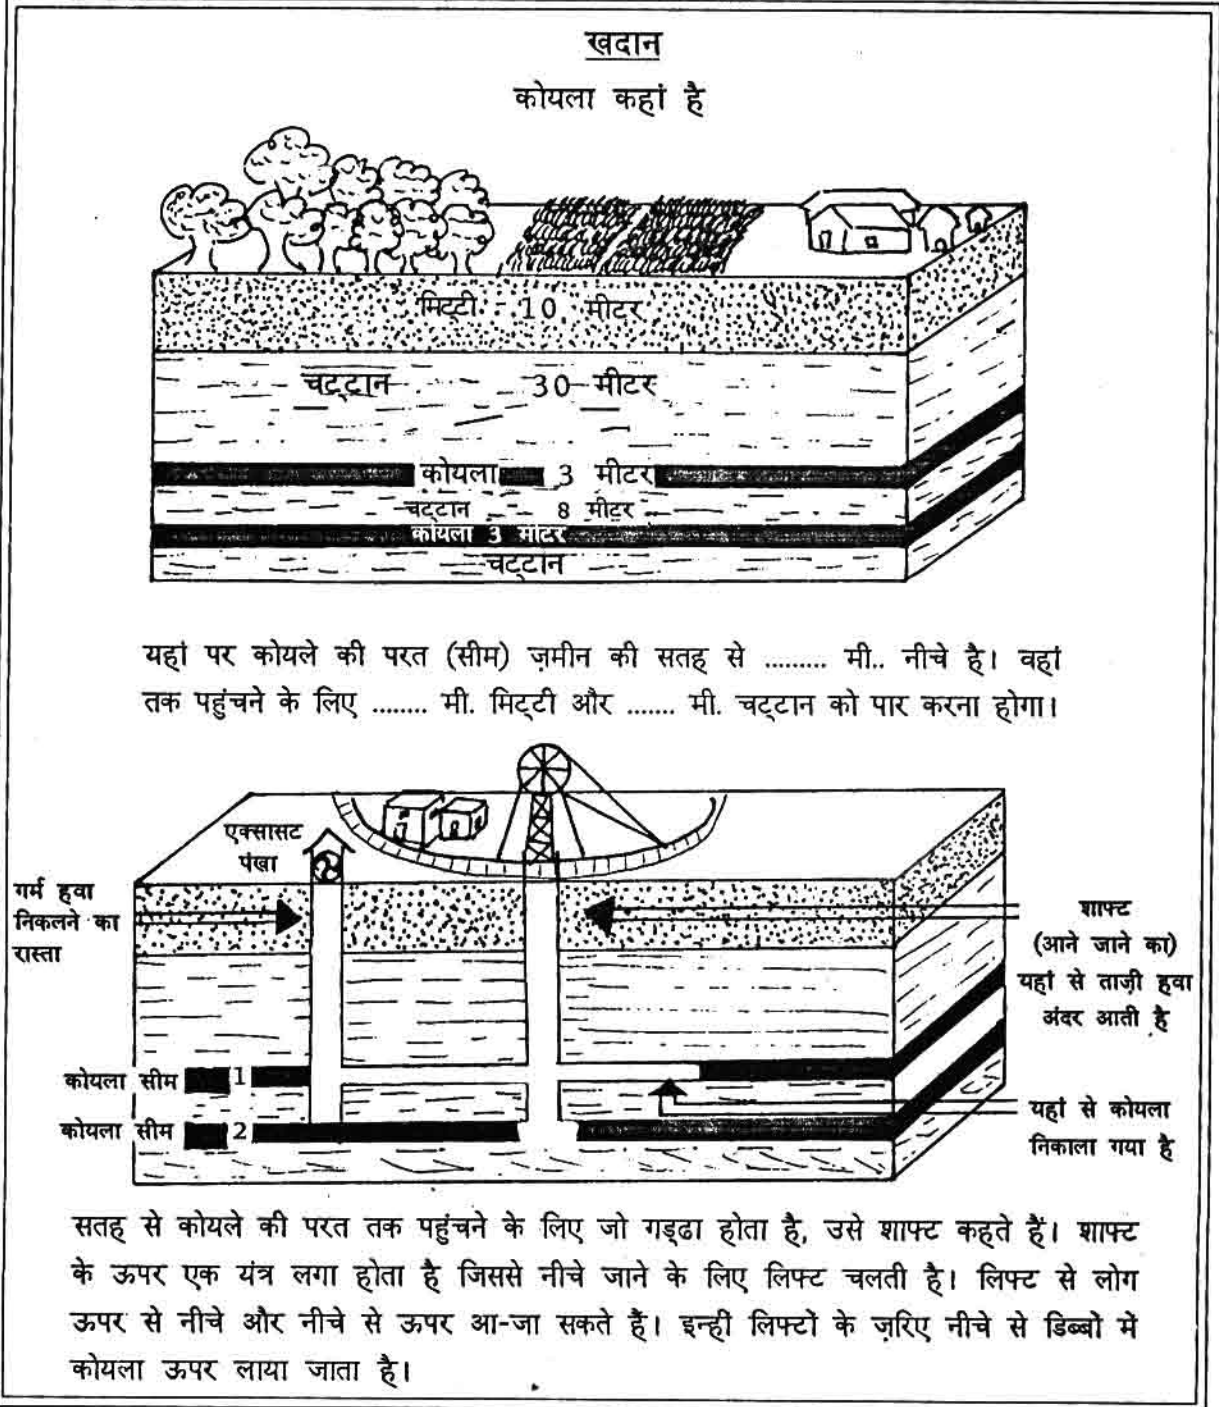 खदान
कोयला कहां है
मिट्टी - 10 मीटर
चट्टान 30 मीटर
कोयला 3 मीटर
चट्टान 8 मीटर
कोयला 3 मीटर
चट्टान
यहां पर कोयले की परत (सीम) ज़मीन की सतह से ......... मी.. नीचे है। वहां
तक पहुंचने के लिए ........ मी. मिट्टी और ....... मी. चट्टान को पार करना होगा।
एक्सासट
पंखा
गर्म हवा
निकलने का
रास्ता
शाफ्ट
(आने जाने का)
यहां से ताज़ी हवा
अंदर आती है
कोयला सीम 1
कोयला सीम 2
यहां से कोयला
निकाला गया है
सतह से कोयले की परत तक पहुंचने के लिए जो गड्ढा होता है, उसे शाफ्ट कहते हैं। शाफ्ट
के ऊपर एक यंत्र लगा होता है जिससे नीचे जाने के लिए लिफ्ट चलती है। लिफ्ट से लोग
ऊपर से नीचे और नीचे से ऊपर आ-जा सकते हैं। इन्हीं लिफ्टों के ज़रिए नीचे से डिब्बों में
कोयला ऊपर लाया जाता है।